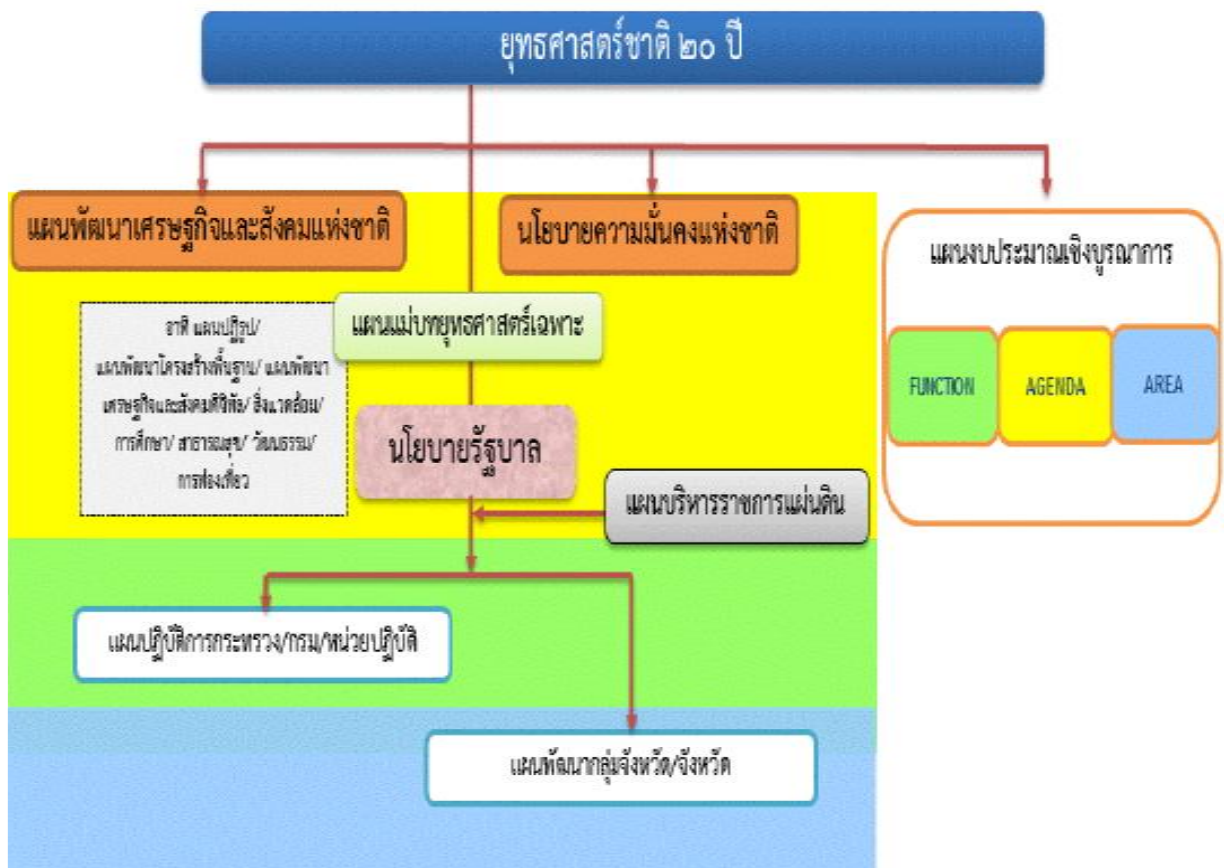 ยุทธศาสตร์ชาติ ๒๐ ปี
แผนพัฒนาเศรษฐกิจและสังคมแห่งชาติ
นโยบายความมั่นคงแห่งชาติ
แผนงบประมาณเชิงบูรณาการ
แผนแม่บทยุทธศาสตร์เฉพาะ
อาทิ แผนปฏิรูป/
แผนพัฒนาโครงสร้างพื้นฐาน/ แผนพัฒนา
เศรษฐกิจและสังคมดิจิทัล/ สิ่งแวดล้อม/
การศึกษา/ สาธารณสุข/ วัฒนธรรม/
การท่องเที่ยว
FUNCTION
AGENDA
AREA
นโยบายรัฐบาล
แผนบริหารราชการแผ่นดิน
แผนปฏิบัติการกระทรวง/กรม/หน่วยปฏิบัติ
แผนพัฒนากลุ่มจังหวัด/จังหวัด